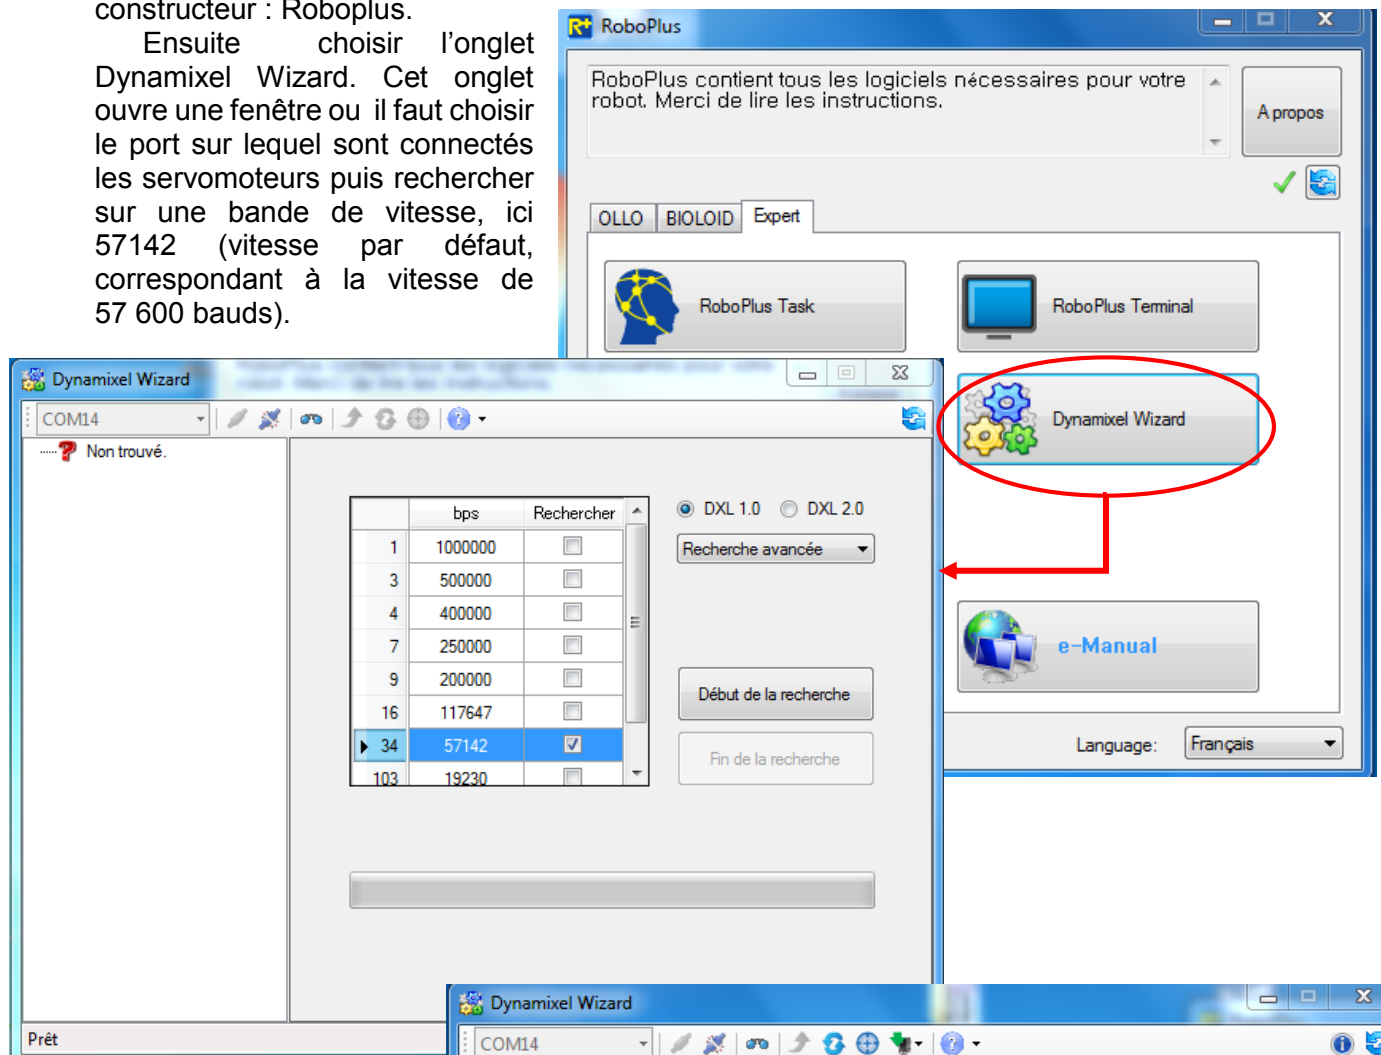 constructeur : Roboplus.
Ensuite choisir l'onglet
Dynamixel Wizard. Cet onglet
ouvre une fenêtre ou il faut choisir
le port sur lequel sont connectés
les servomoteurs puis rechercher
sur une bande de vitesse, ici
57142 (vitesse par défaut,
correspondant à la vitesse de
57 600 bauds).
RoboPlus
RoboPlus contient tous les logiciels nécessaires pour votre
robot. Merci de lire les instructions.
A propos
OLLO BIOLOID Expert
RoboPlus Task
RoboPlus Terminal
Dynamixel Wizard
e-Manual
Language: Français
Dynamixel Wizard
COM14
Non trouvé.
bps Rechercher
1 1000000
3 500000
4 400000
7 250000
9 200000
16 117647
34 57142
103 19230
DXL 1.0 DXL 2.0
Recherche avancée
Début de la recherche
Fin de la recherche
Prêt
Dynamixel Wizard
COM14